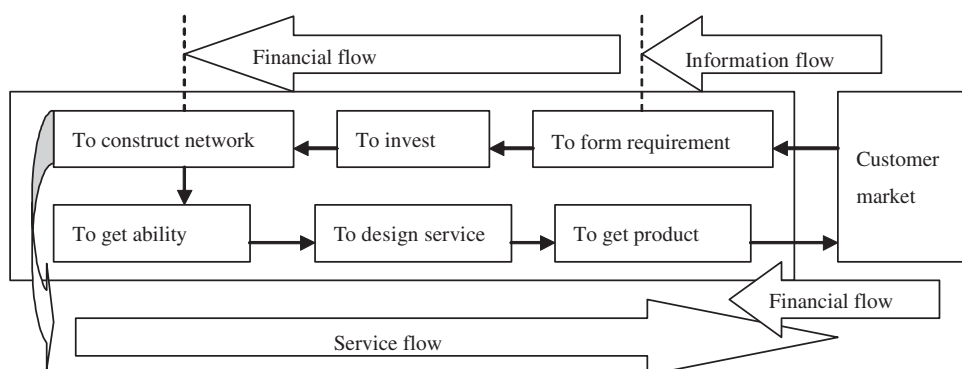 Financial flow
Information flow
To construct network
To invest
To form requirement
Customer
market
To get ability
To design service
To get product
Financial flow
Service flow